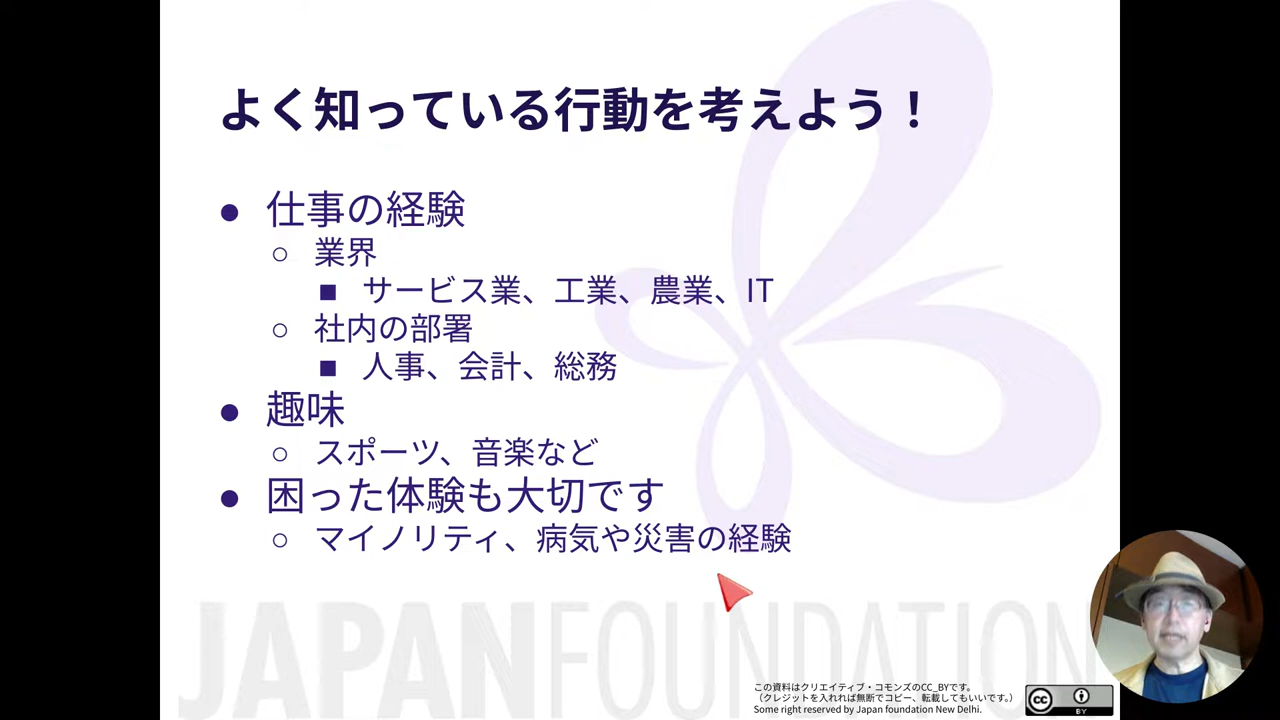 よく知っている行動を考えよう！
● 仕事の経験
○ 業界
■ サービス業、工業、農業、IT
○ 社内の部署
■ 人事、会計、総務
● 趣味
○ スポーツ、音楽など
● 困った体験も大切です
○ マイノリティ、病気や災害の経験
JAPANFOUNDATION
この資料はクリエイティブ・コモンズのCC_BYです。
（クレジットを入れれば無断でコピー、転載してもいいです。）
Some right reserved by Japan foundation New Delhi.
cc
BY